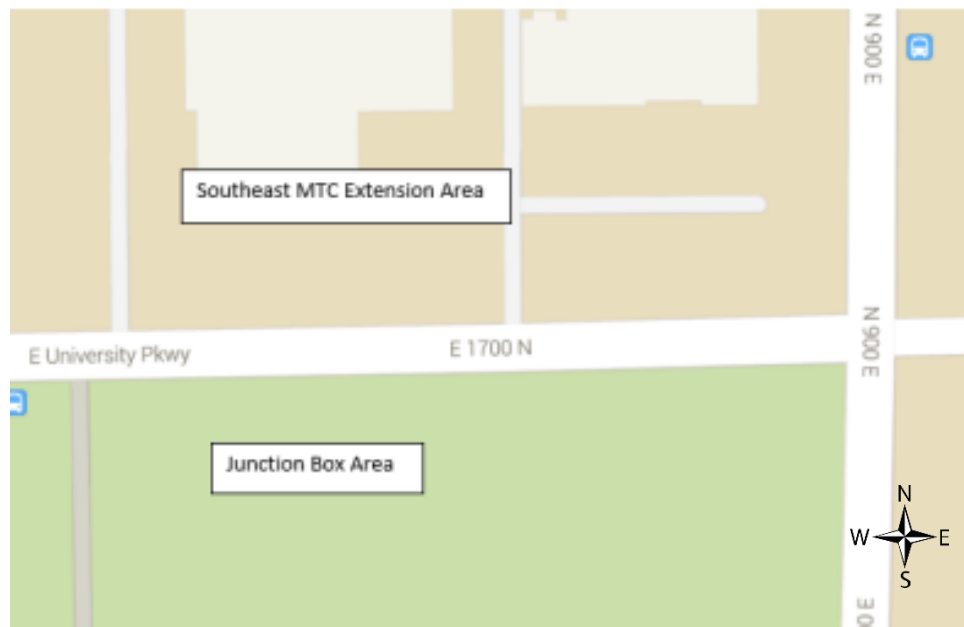 N 900 E
Southeast MTC Extension Area
N 900 E
E 1700 N
E University Pkwy
Junction Box Area
N
W E
S